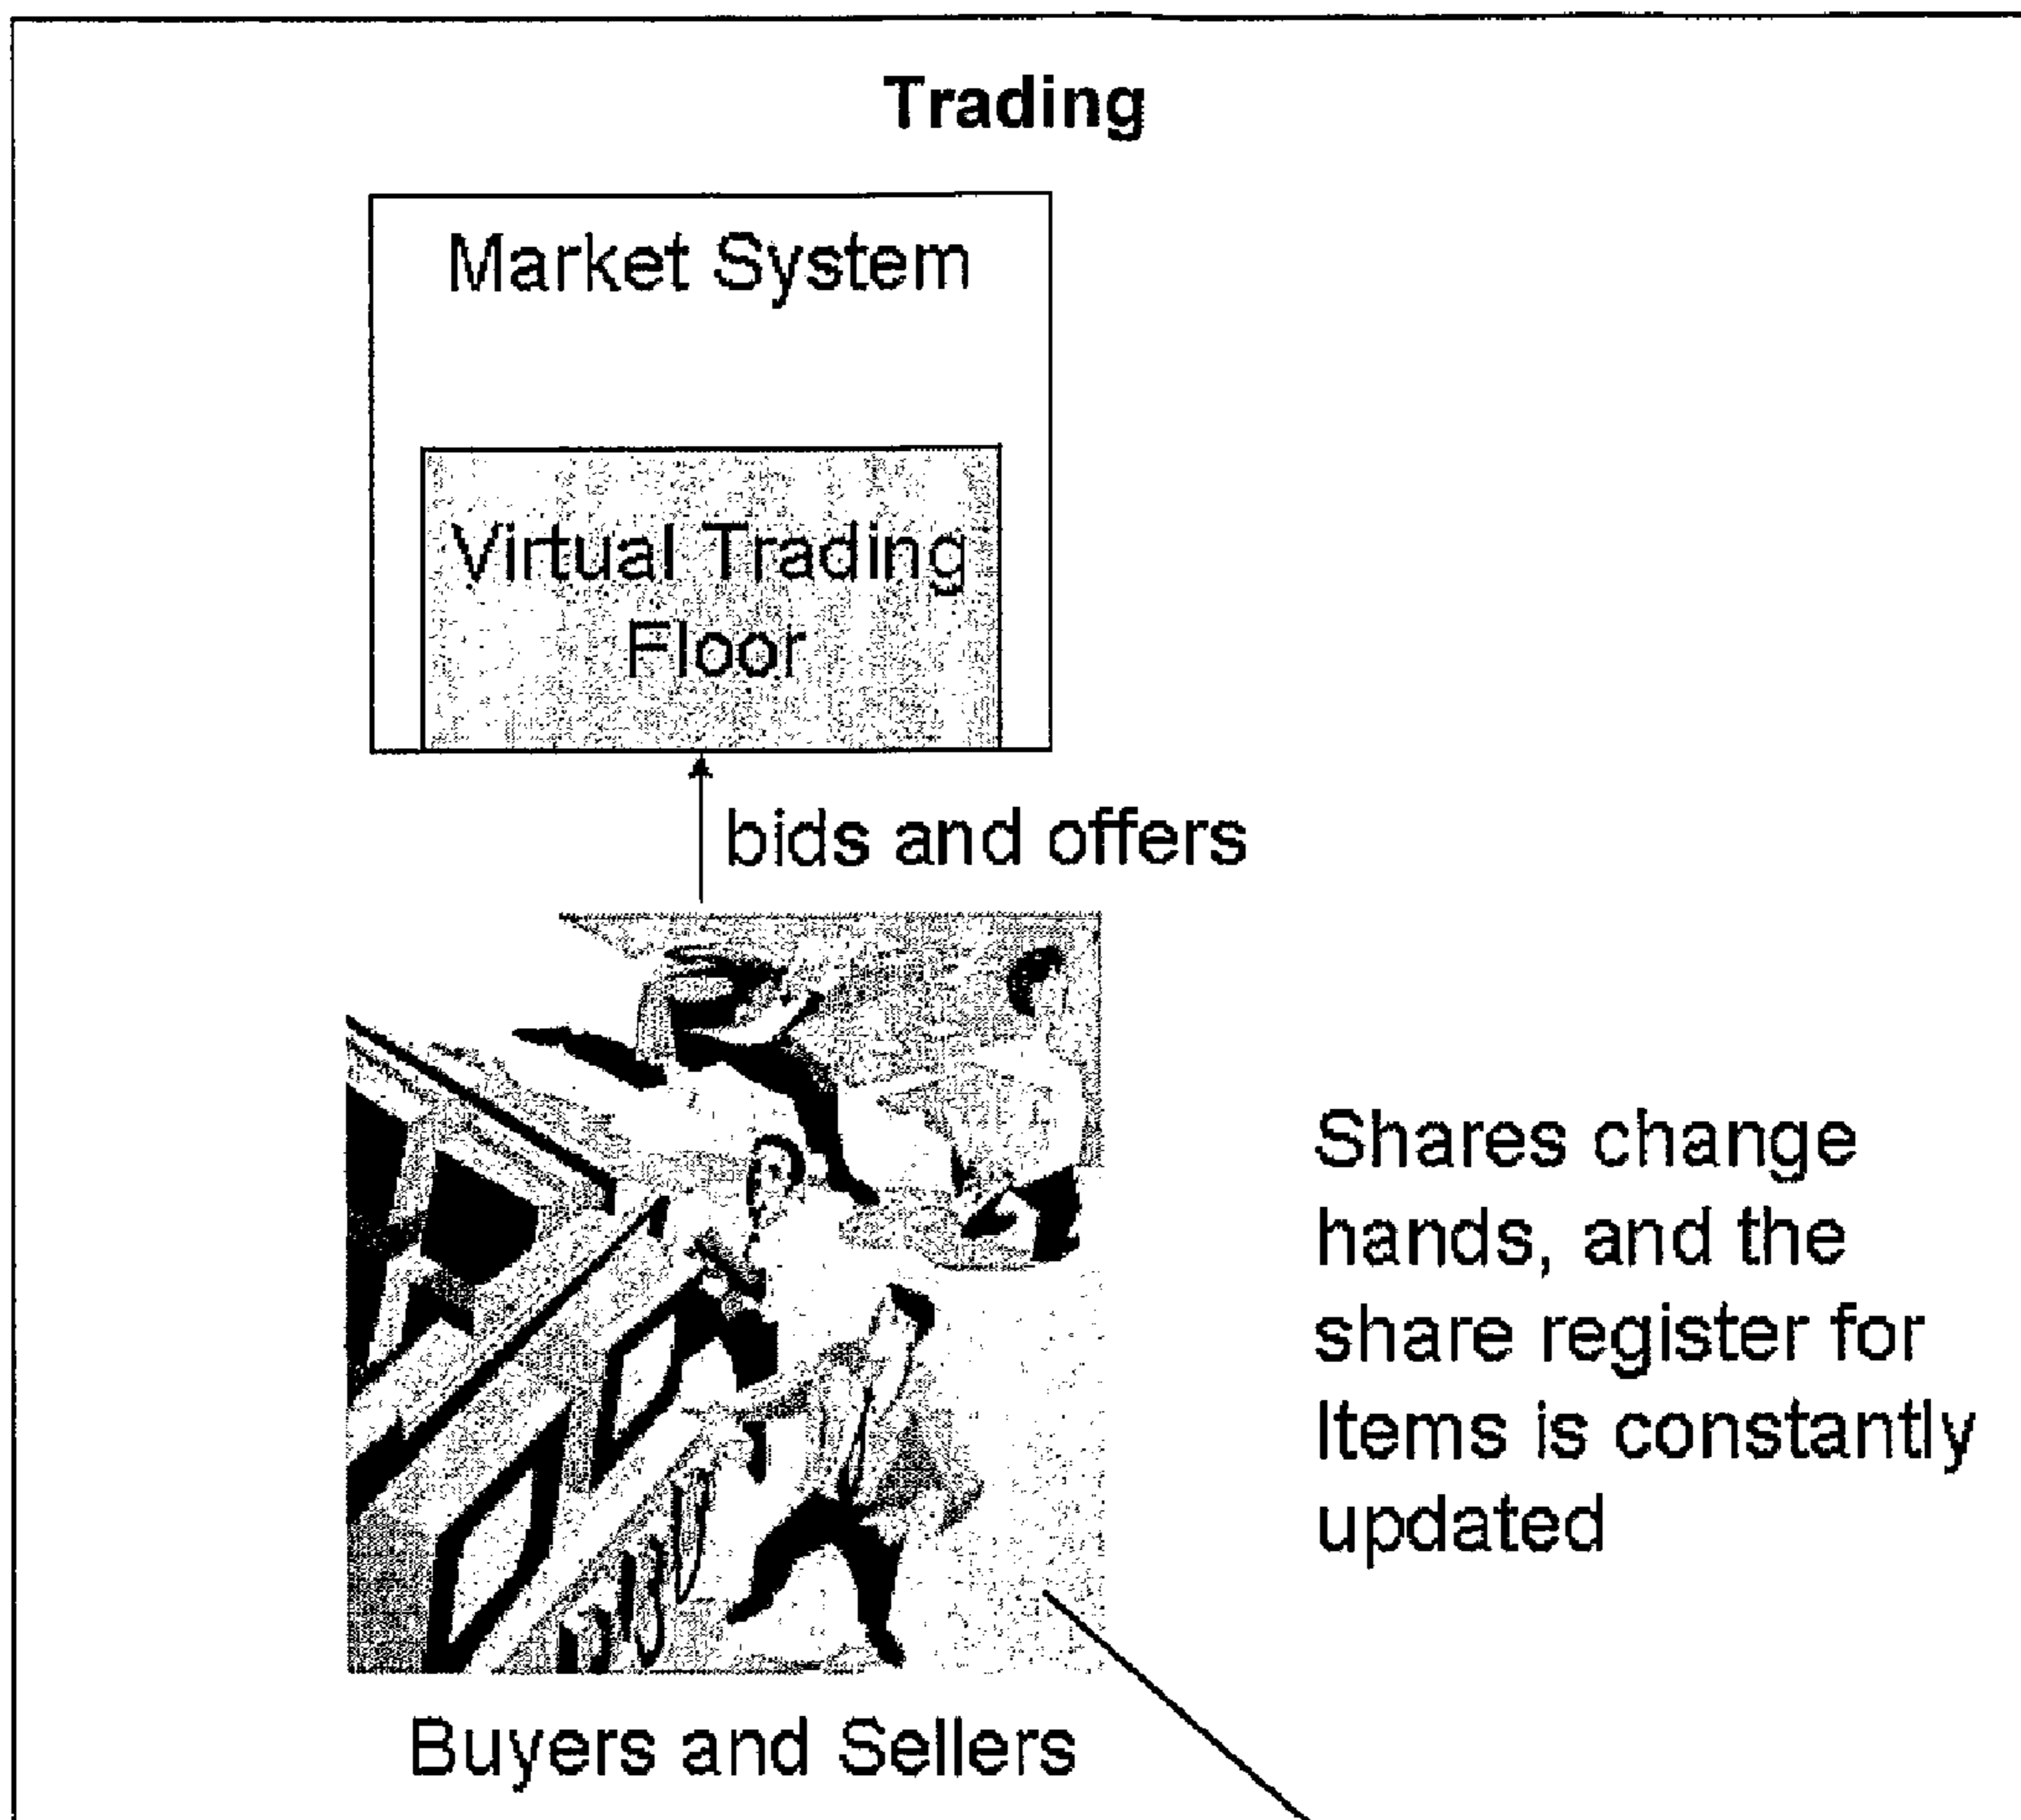 Trading
Market System
Virtual Trading
Floor
bids and offers
Shares change
hands, and the
share register for
Items is constantly
updated
Buyers and Sellers